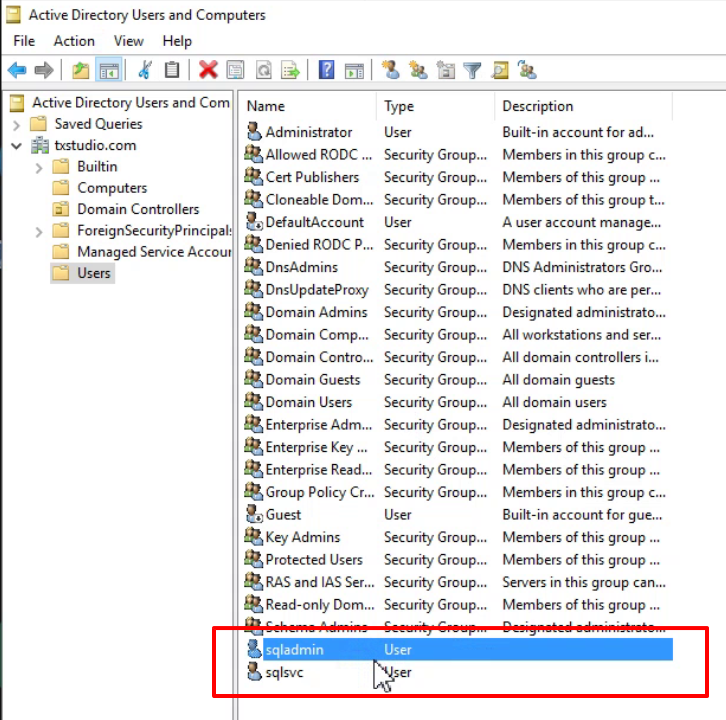 Active Directory Users and Computers
File Action View Help
Active Directory Users and Com
Saved Queries
txstudio.com
Builtin
Computers
Domain Controllers
ForeignSecurityPrincipals
Managed Service Accour
Users
Name Type Description
Administrator User Built-in account for ad...
Allowed RODC ... Security Group... Members in this group c...
Cert Publishers Security Group... Members of this group ...
Cloneable Dom... Security Group... Members of this group t...
DefaultAccount User A user account manage...
Denied RODC P... Security Group... Members in this group c...
DnsAdmins Security Group... DNS Administrators Gro...
DnsUpdateProxy Security Group... DNS clients who are per...
Domain Admins Security Group... Designated administrato...
Domain Comp... Security Group... All workstations and ser...
Domain Contro... Security Group... All domain controllers i...
Domain Guests Security Group... All domain guests
Domain Users Security Group... All domain users
Enterprise Adm... Security Group... Designated administrato...
Enterprise Key ... Security Group... Members of this group ...
Enterprise Read... Security Group... Members of this group ...
Group Policy Cr... Security Group... Members in this group c...
Guest User Built-in account for gue...
Key Admins Security Group... Members of this group ...
Protected Users Security Group... Members of this group ...
RAS and IAS Ser... Security Group... Servers in this group can...
Read-only Dom... Security Group... Members of this group ...
Schema Admins Security Group... Designated administrato...
sqladmin User
sqlsvc User